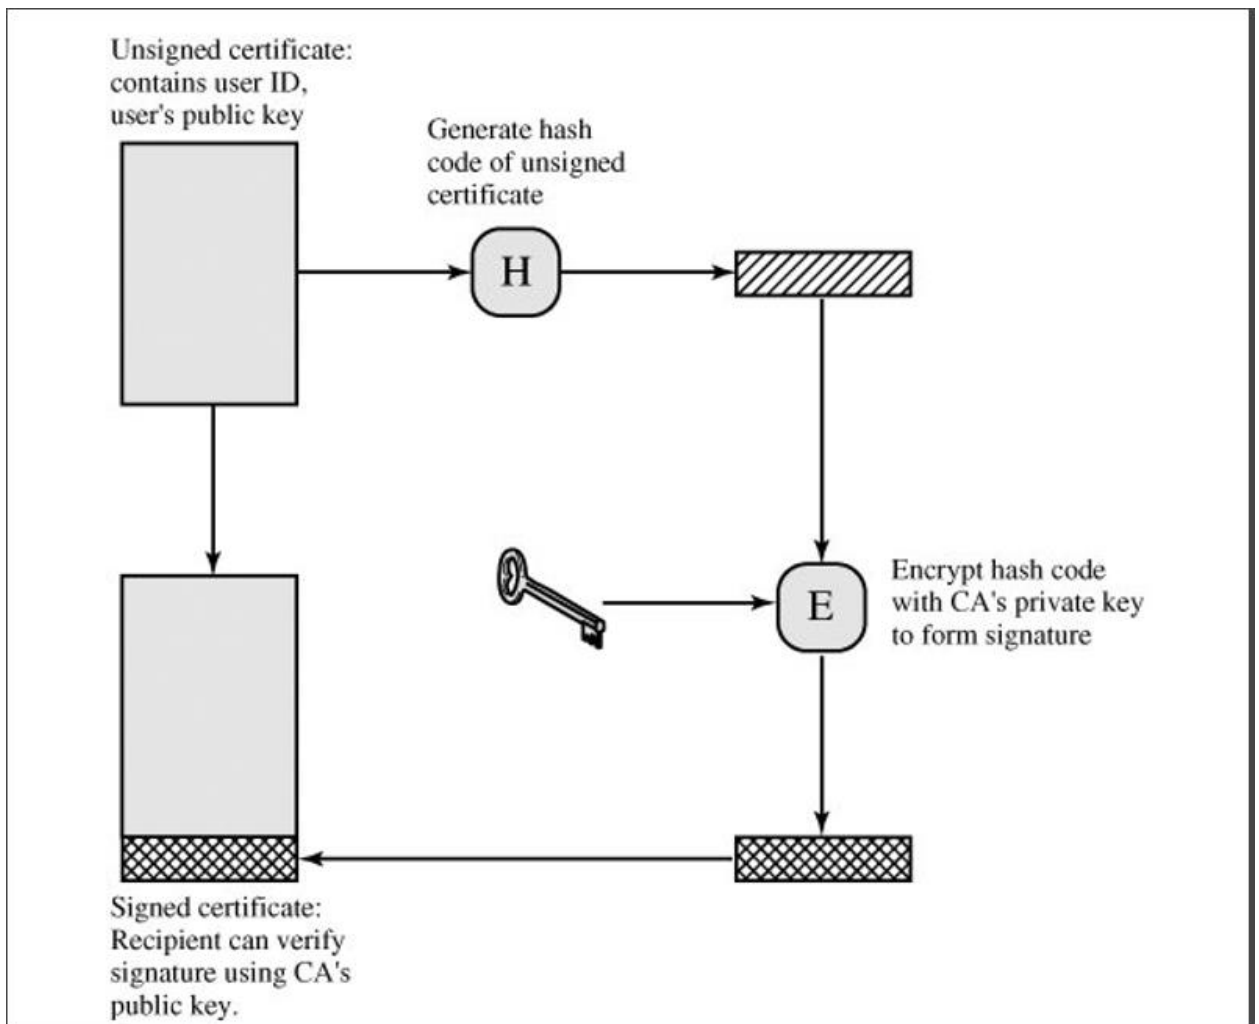 Unsigned certificate:
contains user ID,
user's public key
Generate hash
code of unsigned
certificate
H
E
Encrypt hash code
with CA's private key
to form signature
Signed certificate:
Recipient can verify
signature using CA's
public key.